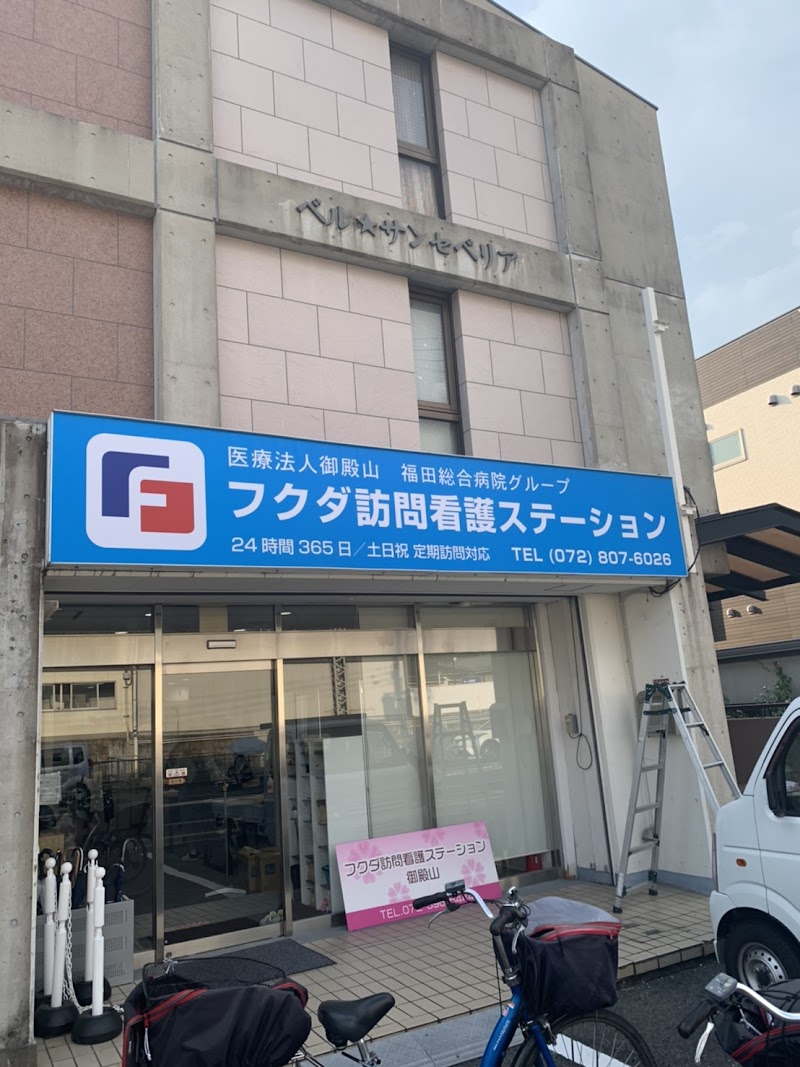 ベル★サンセベリア
医療法人御殿山 福田総合病院グループ
フクダ訪問看護ステーション
24時間365日/土日祝 定期訪問対応 TEL (072) 807-6026
フクダ訪問看護ステーション
御殿山
TEL.072